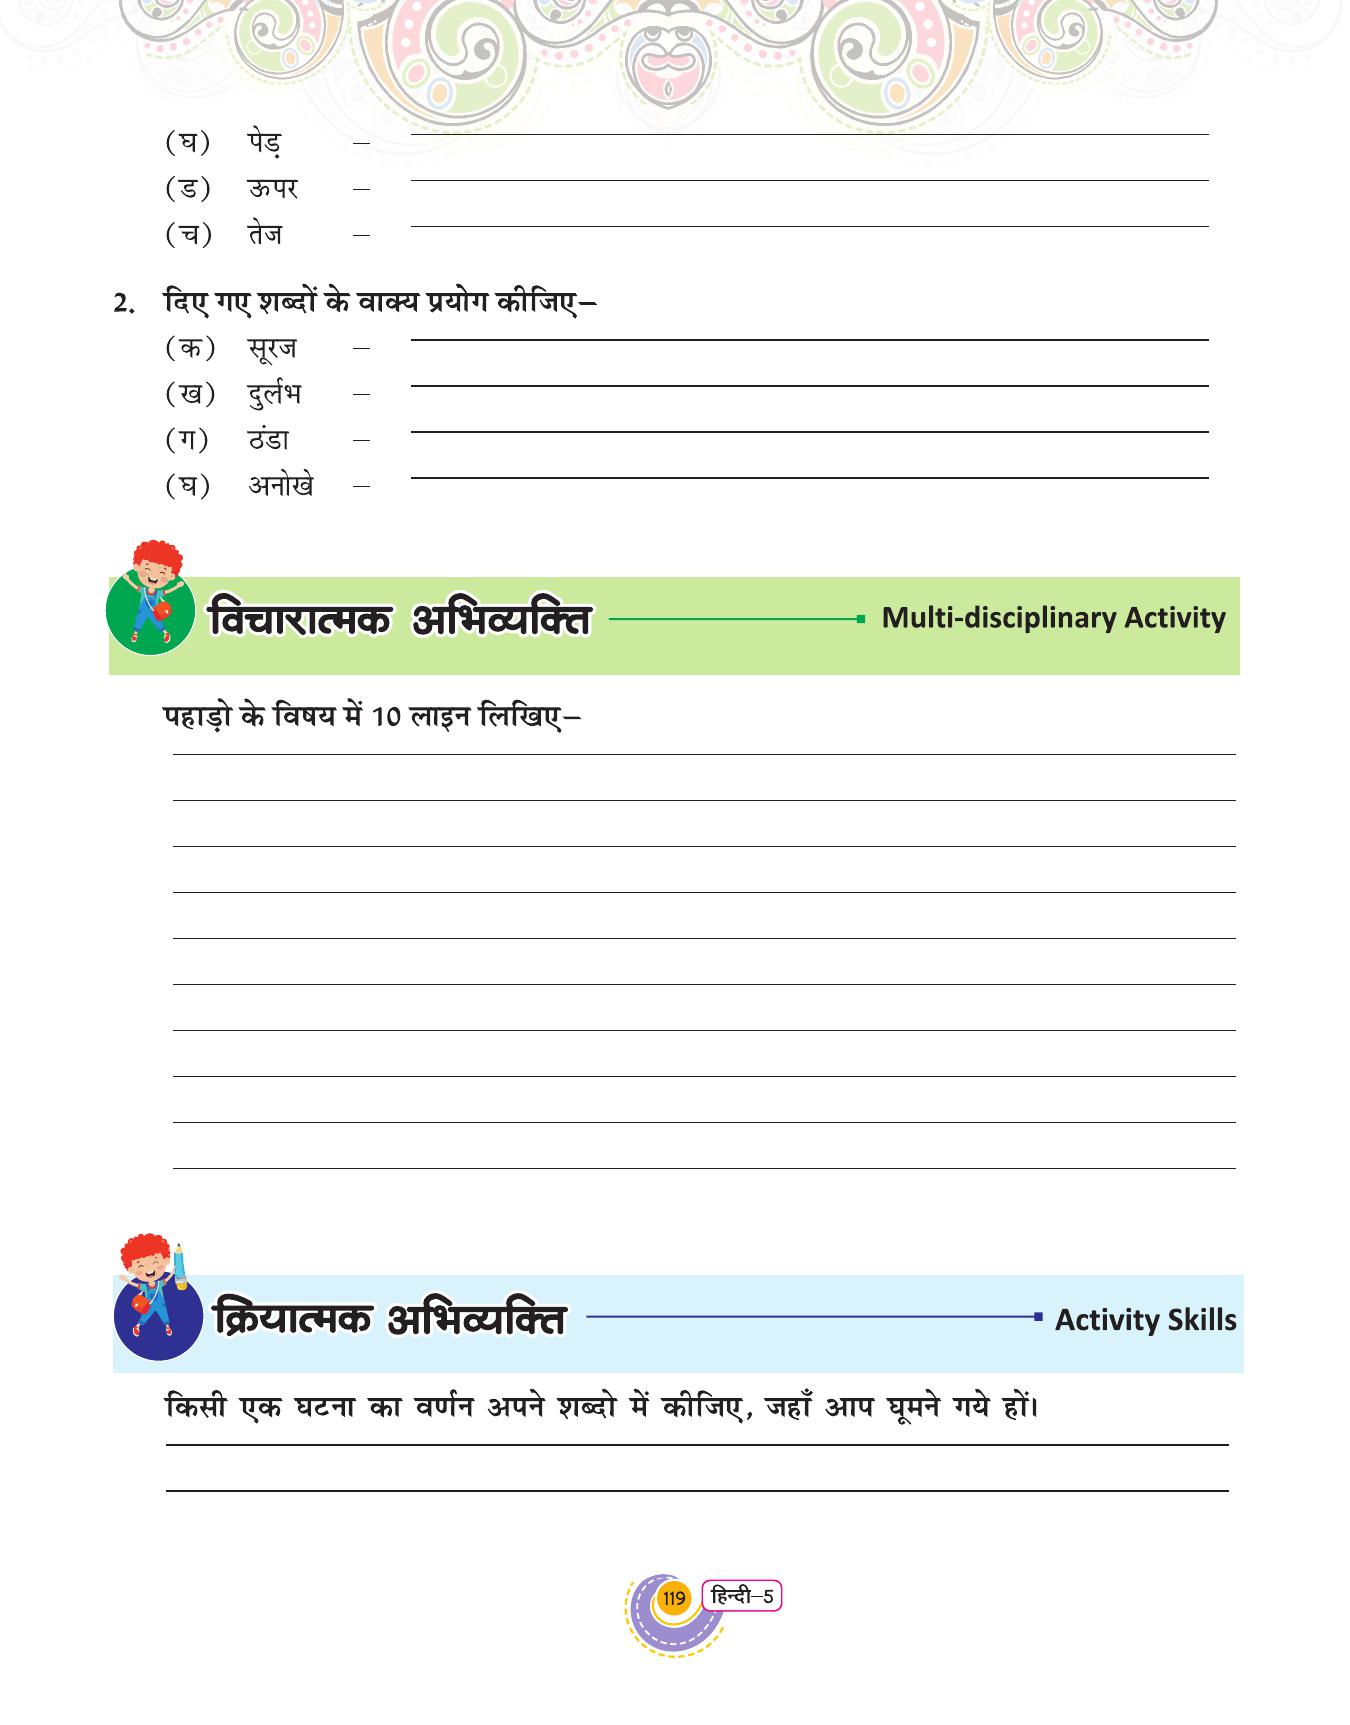 (घ) पेड़ –
(ड) ऊपर –
(च) तेज –
2. दिए गए शब्दों के वाक्य प्रयोग कीजिए–
(क) सूरज –
(ख) दुर्लभ –
(ग) ठंडा –
(घ) अनोखे –
विचारात्मक अभिव्यक्ति Multi-disciplinary Activity
पहाड़ो के विषय में 10 लाइन लिखिए–
क्रियात्मक अभिव्यक्ति Activity Skills
किसी एक घटना का वर्णन अपने शब्दो में कीजिए, जहाँ आप घूमने गये हों।
119 हिन्दी–5